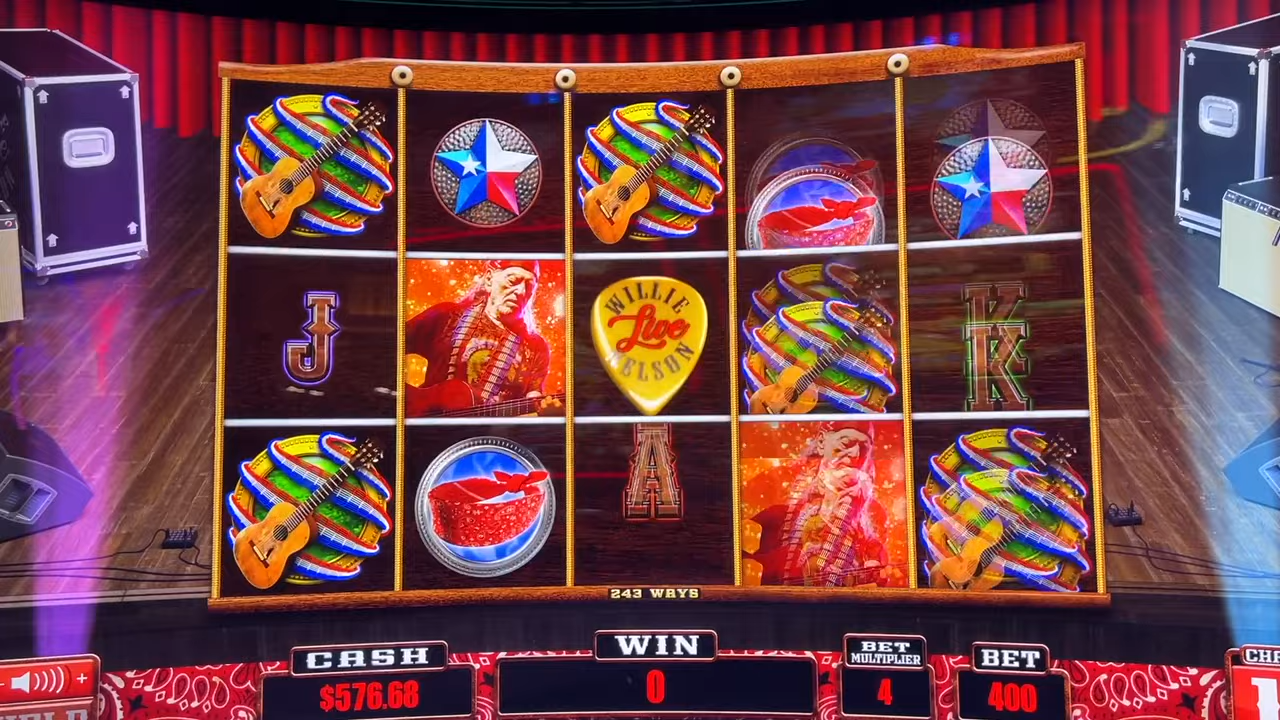 J
WILLIE
Live
NELSON
K
K
A
243 WAYS
CASH
$576.68
WIN
0
BET
MULTIPLIER
4
BET
400